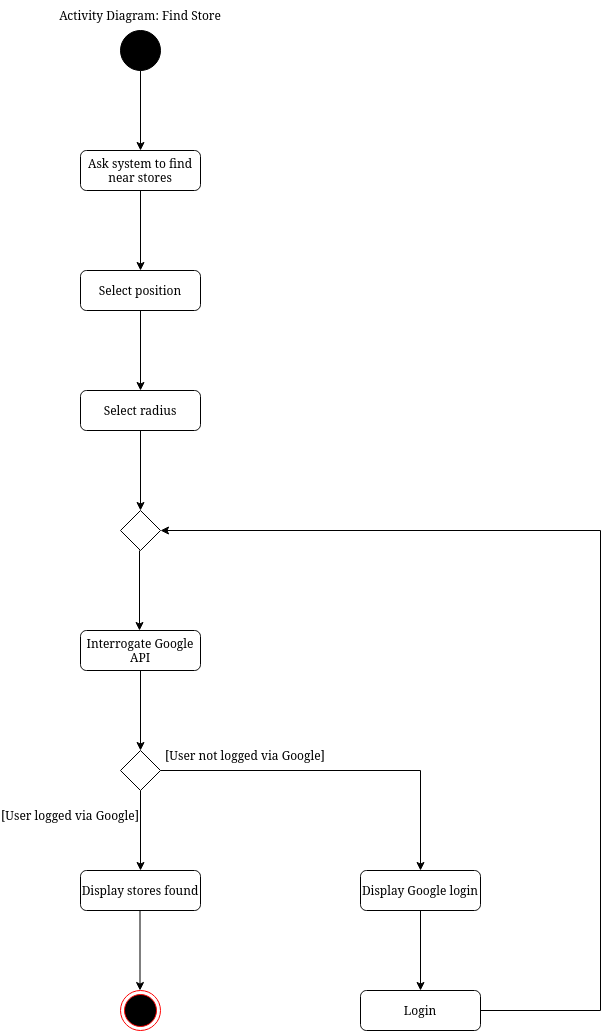 Activity Diagram: Find Store
Ask system to find
near stores
Select position
Select radius
Interrogate Google
API
[User not logged via Google]
[User logged via Google]
Display stores found
Display Google login
Login